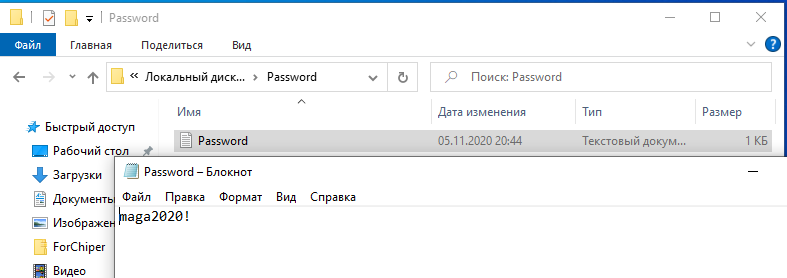 Password
Файл Главная Поделиться Вид
« Локальный диск... Password Поиск: Password
Имя Дата изменения Тип Размер
Быстрый доступ
Password 05.11.2020 20:44 Текстовый докум... 1 КБ
Рабочий стол
Загрузки
Документы
Изображен
ForChiper
Видео
Password – Блокнот
Файл Правка Формат Вид Справка
maga2020!